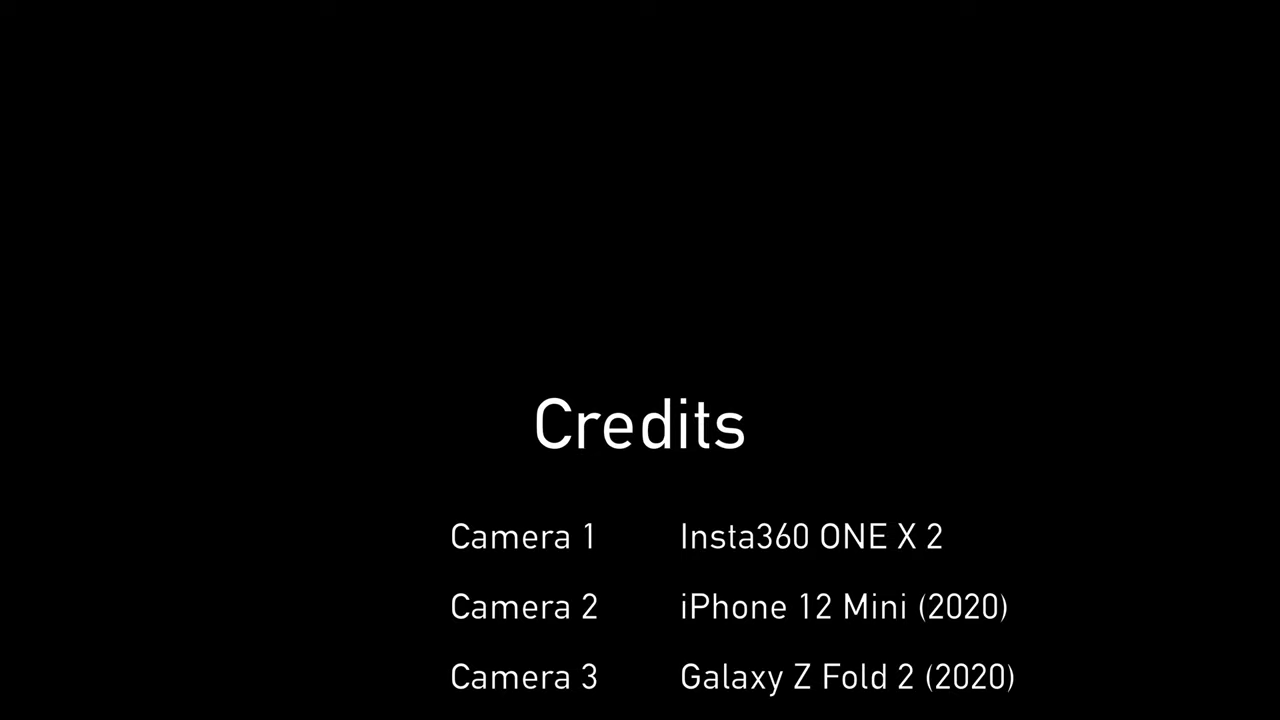 Credits
Camera 1 Insta360 ONE X 2
Camera 2 iPhone 12 Mini (2020)
Camera 3 Galaxy Z Fold 2 (2020)